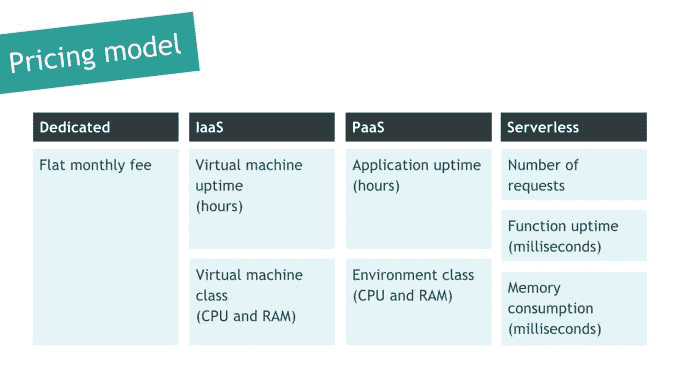 Pricing model
Dedicated
Flat monthly fee
IaaS
Virtual machine
uptime
(hours)
Virtual machine
class
(CPU and RAM)
PaaS
Application uptime
(hours)
Environment class
(CPU and RAM)
Serverless
Number of
requests
Function uptime
(milliseconds)
Memory
consumption
(milliseconds)